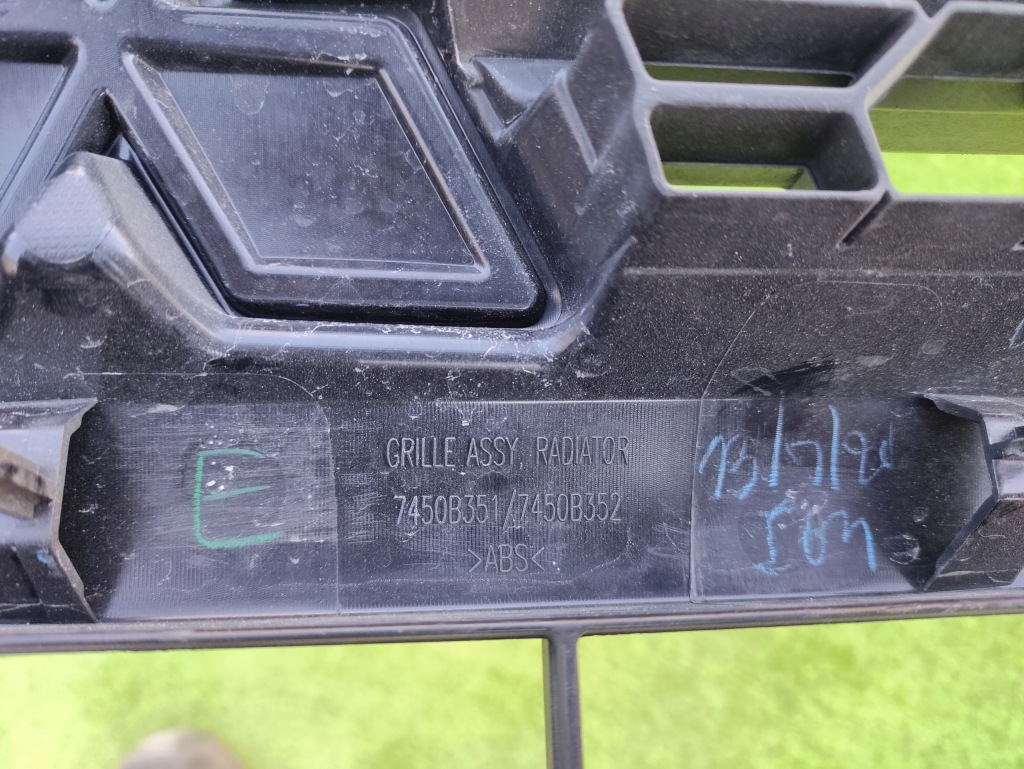 GRILLE ASSY, RADIATOR
7450B351/7450B352
>ABS<
E